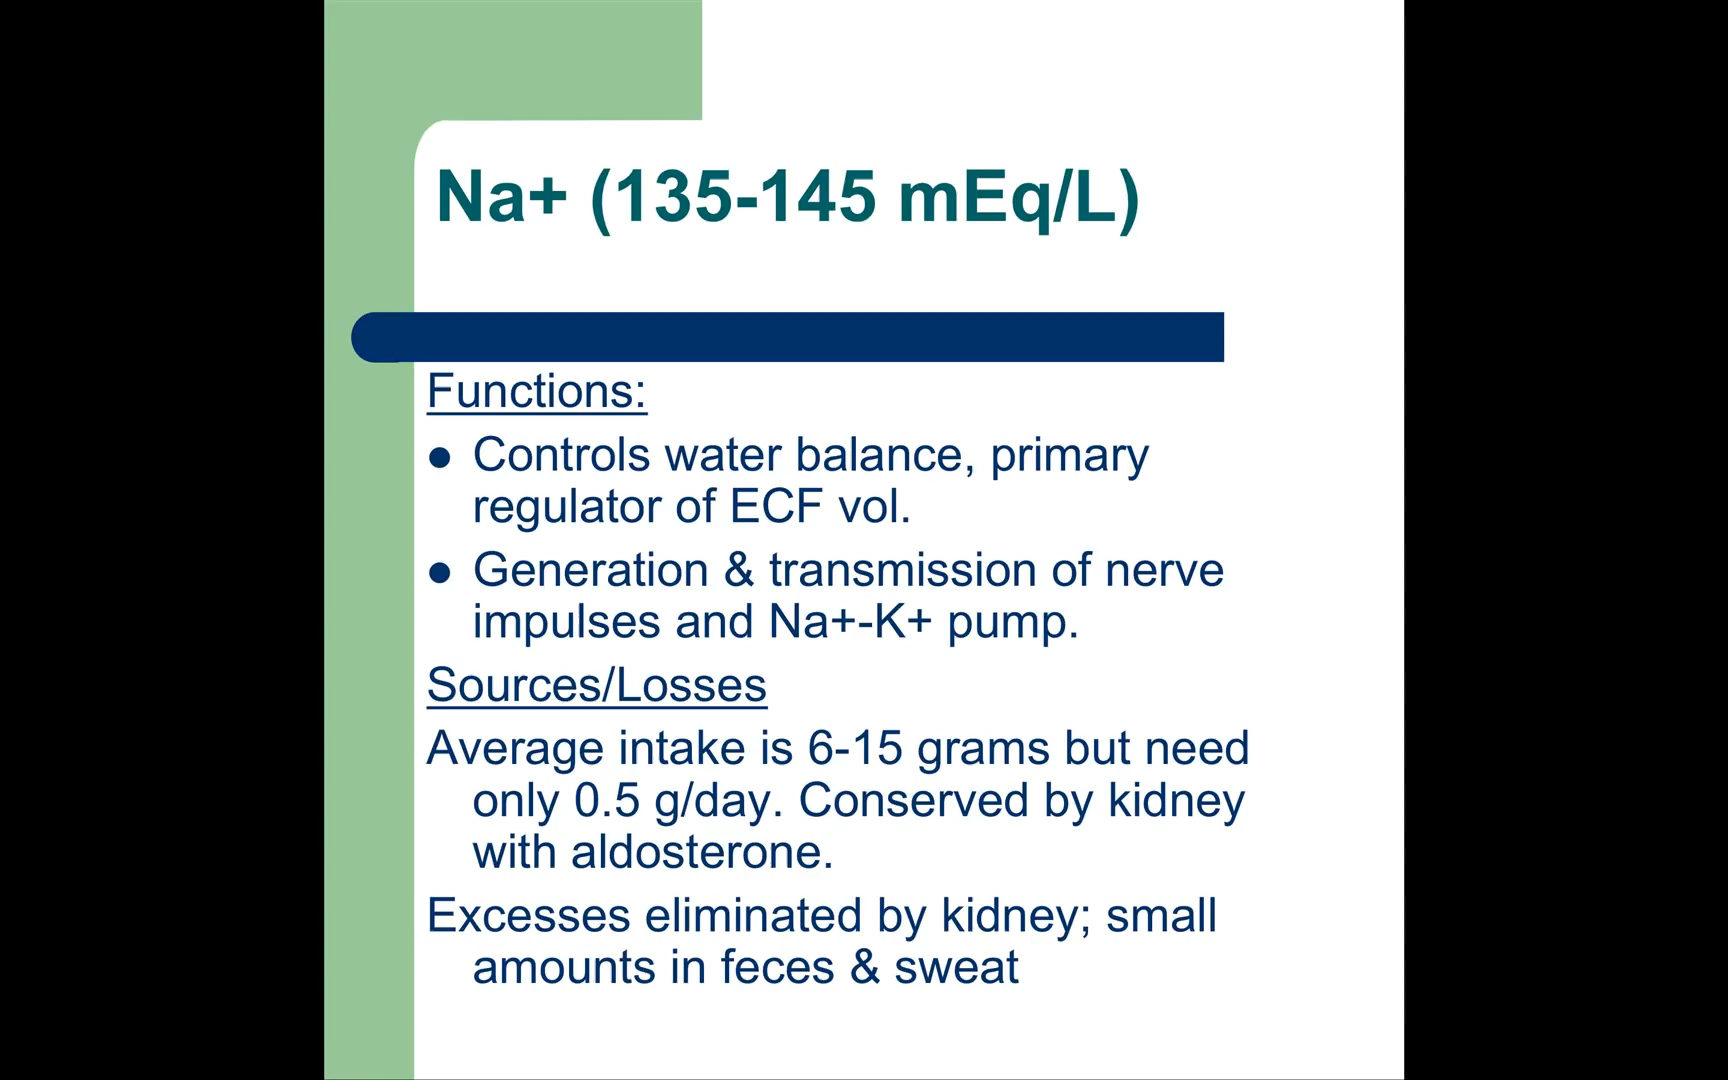 Na+ (135-145 mEq/L)
Functions:
● Controls water balance, primary
regulator of ECF vol.
● Generation & transmission of nerve
impulses and Na+-K+ pump.
Sources/Losses
Average intake is 6-15 grams but need
only 0.5 g/day. Conserved by kidney
with aldosterone.
Excesses eliminated by kidney; small
amounts in feces & sweat